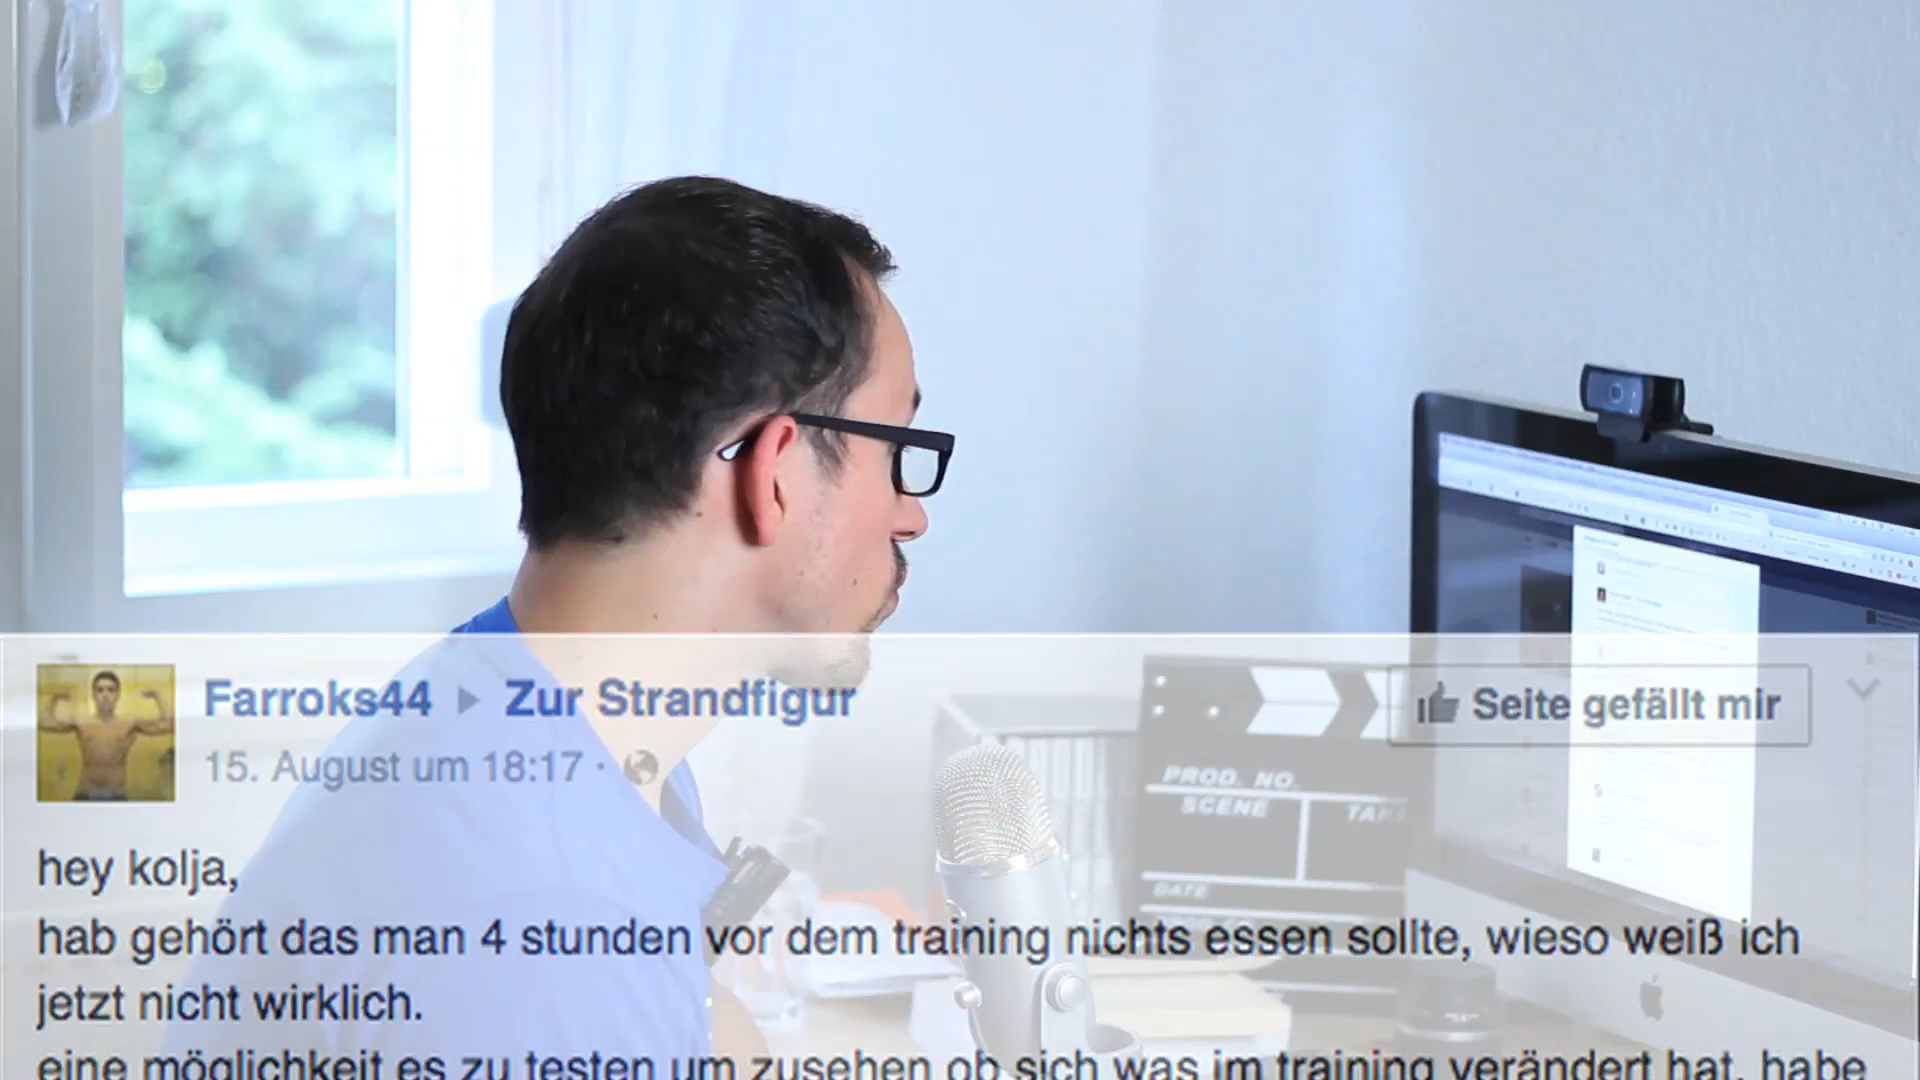 Farroks44 ▸ Zur Strandfigur
Seite gefällt mir
15. August um 18:17 ·
hey kolja,
hab gehört das man 4 stunden vor dem training nichts essen sollte, wieso weiß ich
jetzt nicht wirklich.
eine möglichkeit es zu testen um zusehen ob sich was im training verändert hat, habe
PROD. NO.
SCENE
DATE